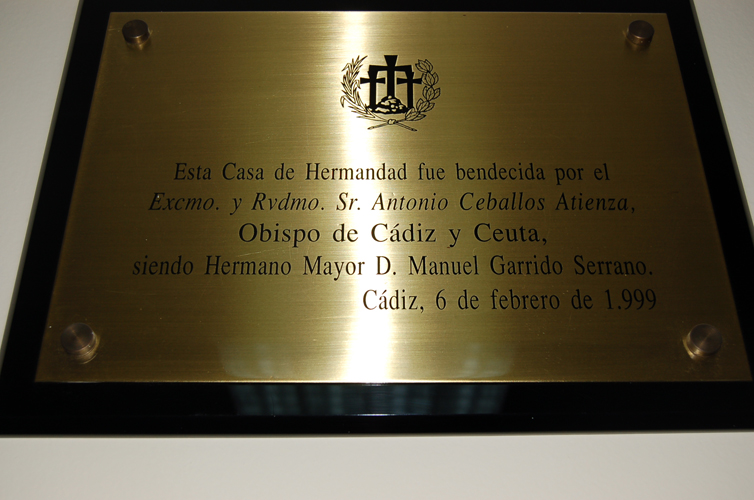 Esta Casa de Hermandad fue bendecida por el
Excmo. y Rvdmo. Sr. Antonio Ceballos Atienza,
Obispo de Cádiz y Ceuta,
siendo Hermano Mayor D. Manuel Garrido Serrano.
Cádiz, 6 de febrero de 1.999